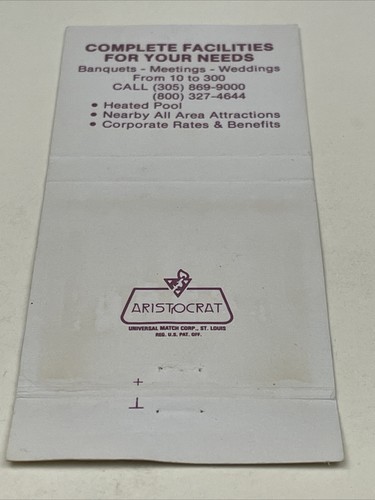 COMPLETE FACILITIES
FOR YOUR NEEDS
Banquets - Meetings - Weddings
From 10 to 300
CALL (305) 869-9000
(800) 327-4644
• Heated Pool
• Nearby All Area Attractions
• Corporate Rates & Benefits
ARISTOCRAT
UNIVERSAL MATCH CORP., ST. LOUIS
REG. U.S. PAT. OFF.